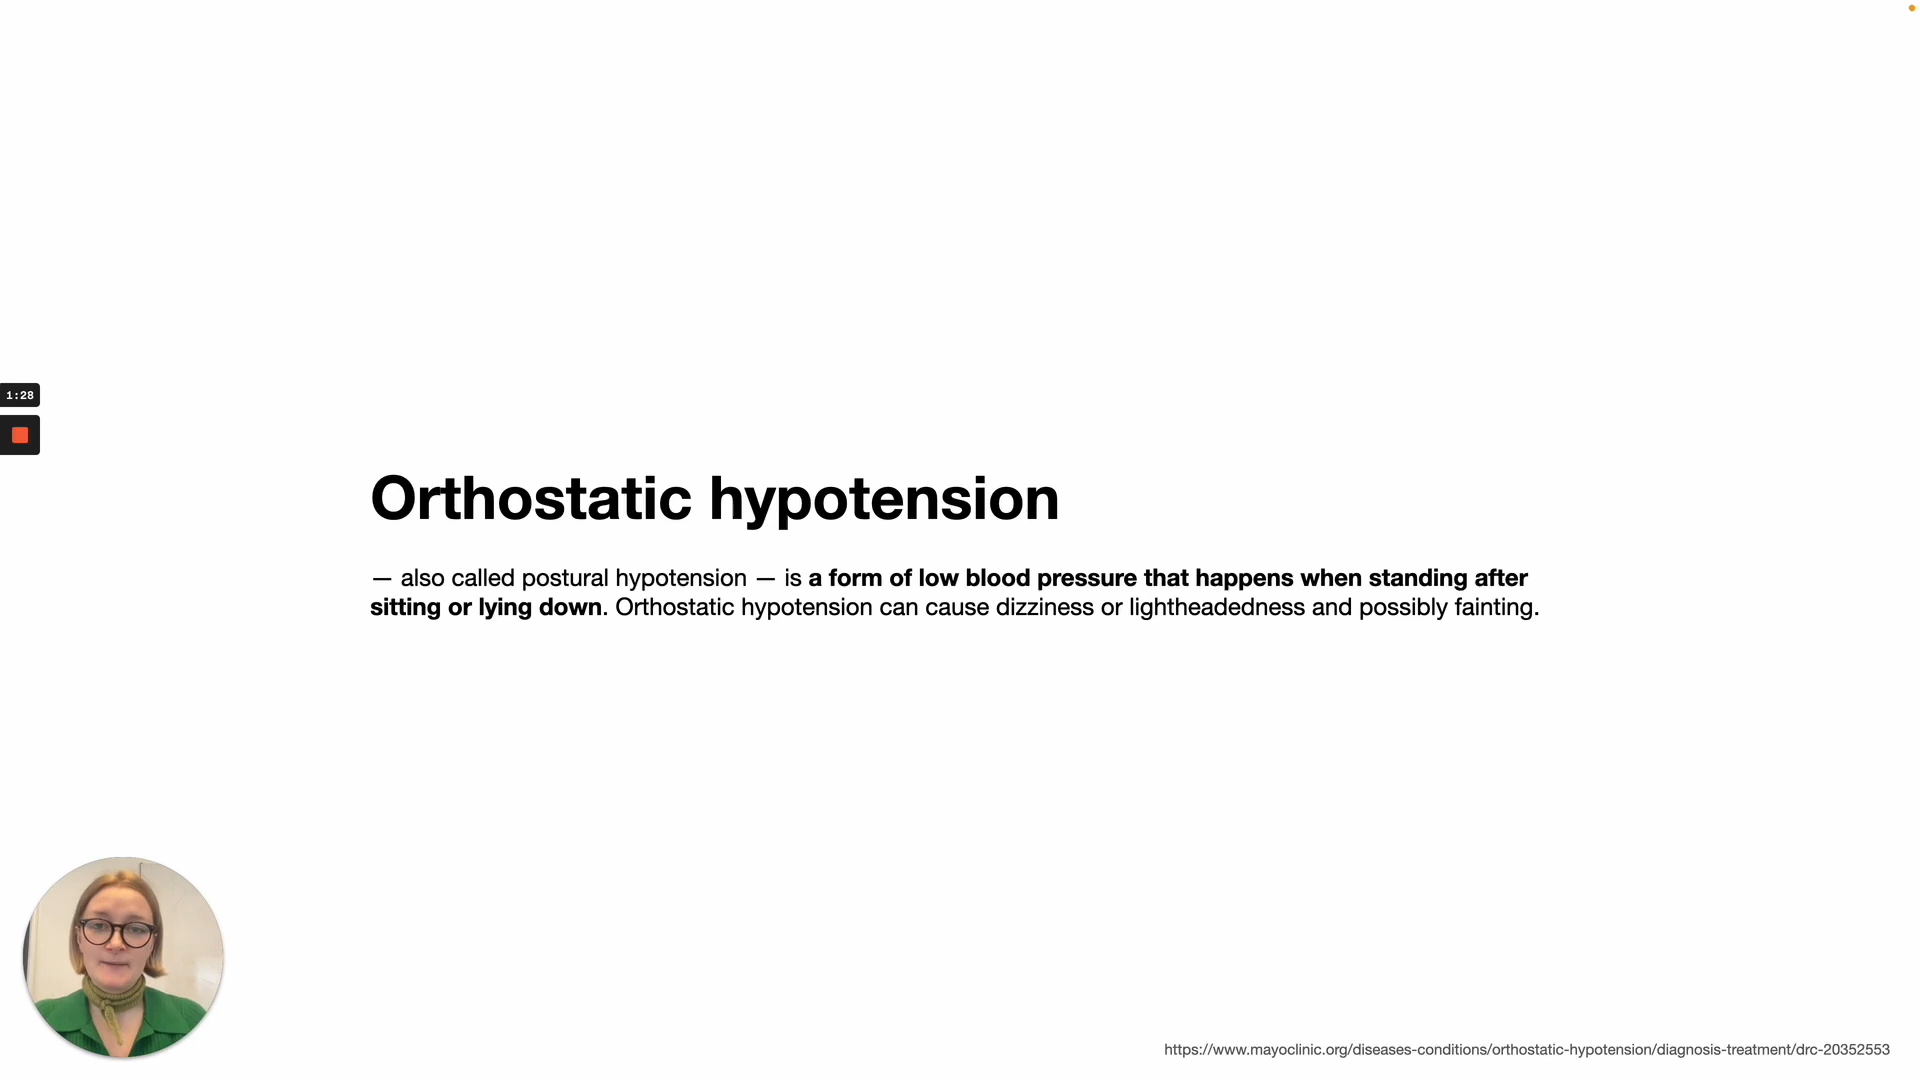 1:28
Orthostatic hypotension
— also called postural hypotension — is a form of low blood pressure that happens when standing after
sitting or lying down. Orthostatic hypotension can cause dizziness or lightheadedness and possibly fainting.
https://www.mayoclinic.org/diseases-conditions/orthostatic-hypotension/diagnosis-treatment/drc-20352553